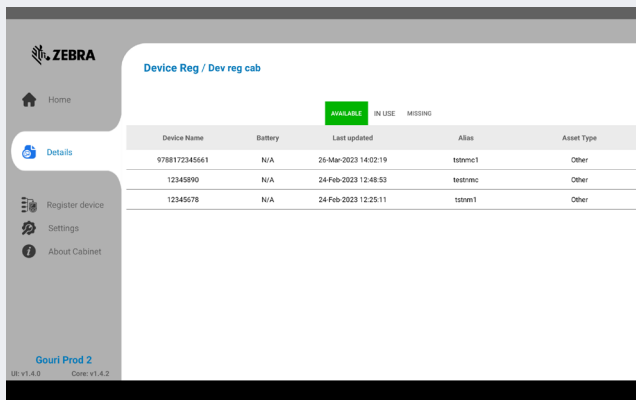 ZEBRA
Device Reg / Dev reg cab
Home
AVAILABLE IN USE MISSING
Device Name Battery Last updated Alias Asset Type
Details
9788172345661 N/A 26-Mar-2023 14:02:19 tstnmc1 Other
12345890 N/A 24-Feb-2023 12:48:53 testnmc Other
12345678 N/A 24-Feb-2023 12:25:11 tstnm1 Other
Register device
Settings
About Cabinet
Gouri Prod 2
UI: v1.4.0 Core: v1.4.2